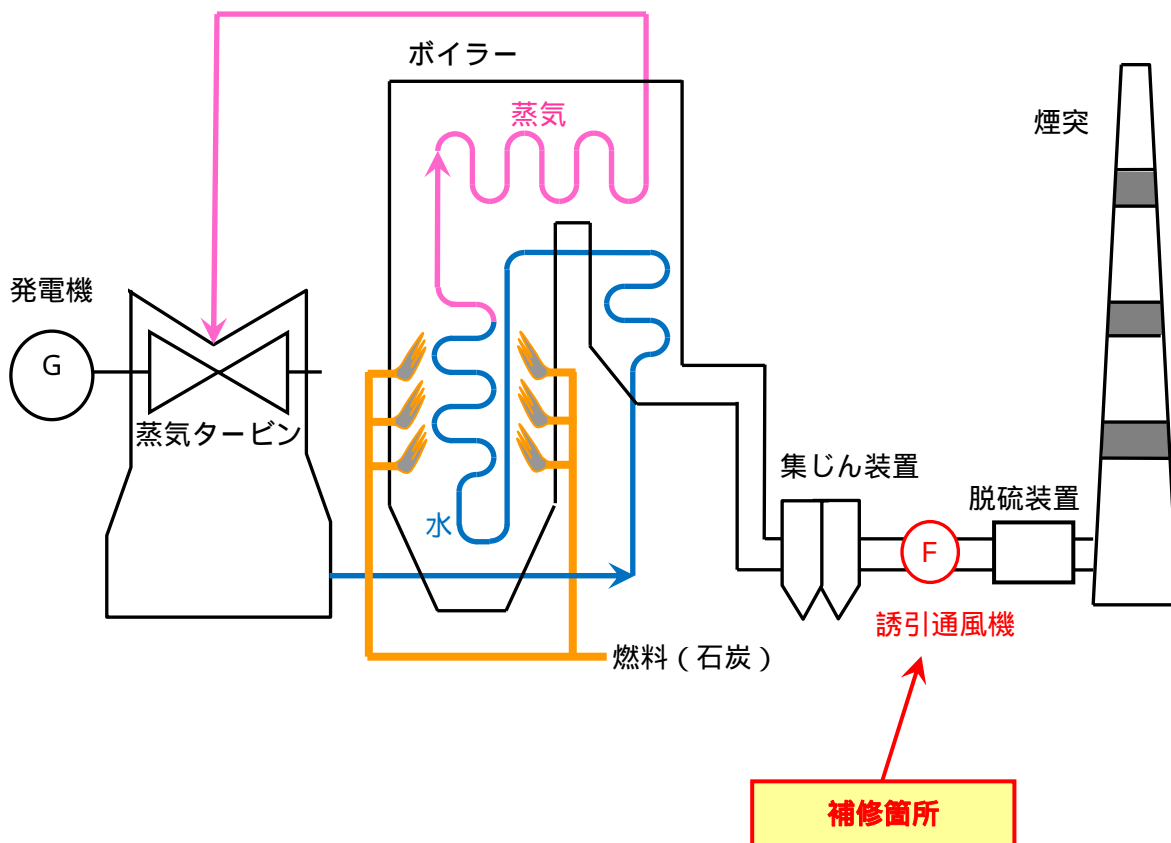 ボイラー
蒸気
煙突
発電機
G
蒸気タービン
集じん装置
脱硫装置
水
F
誘引通風機
燃料（石炭）
補修箇所